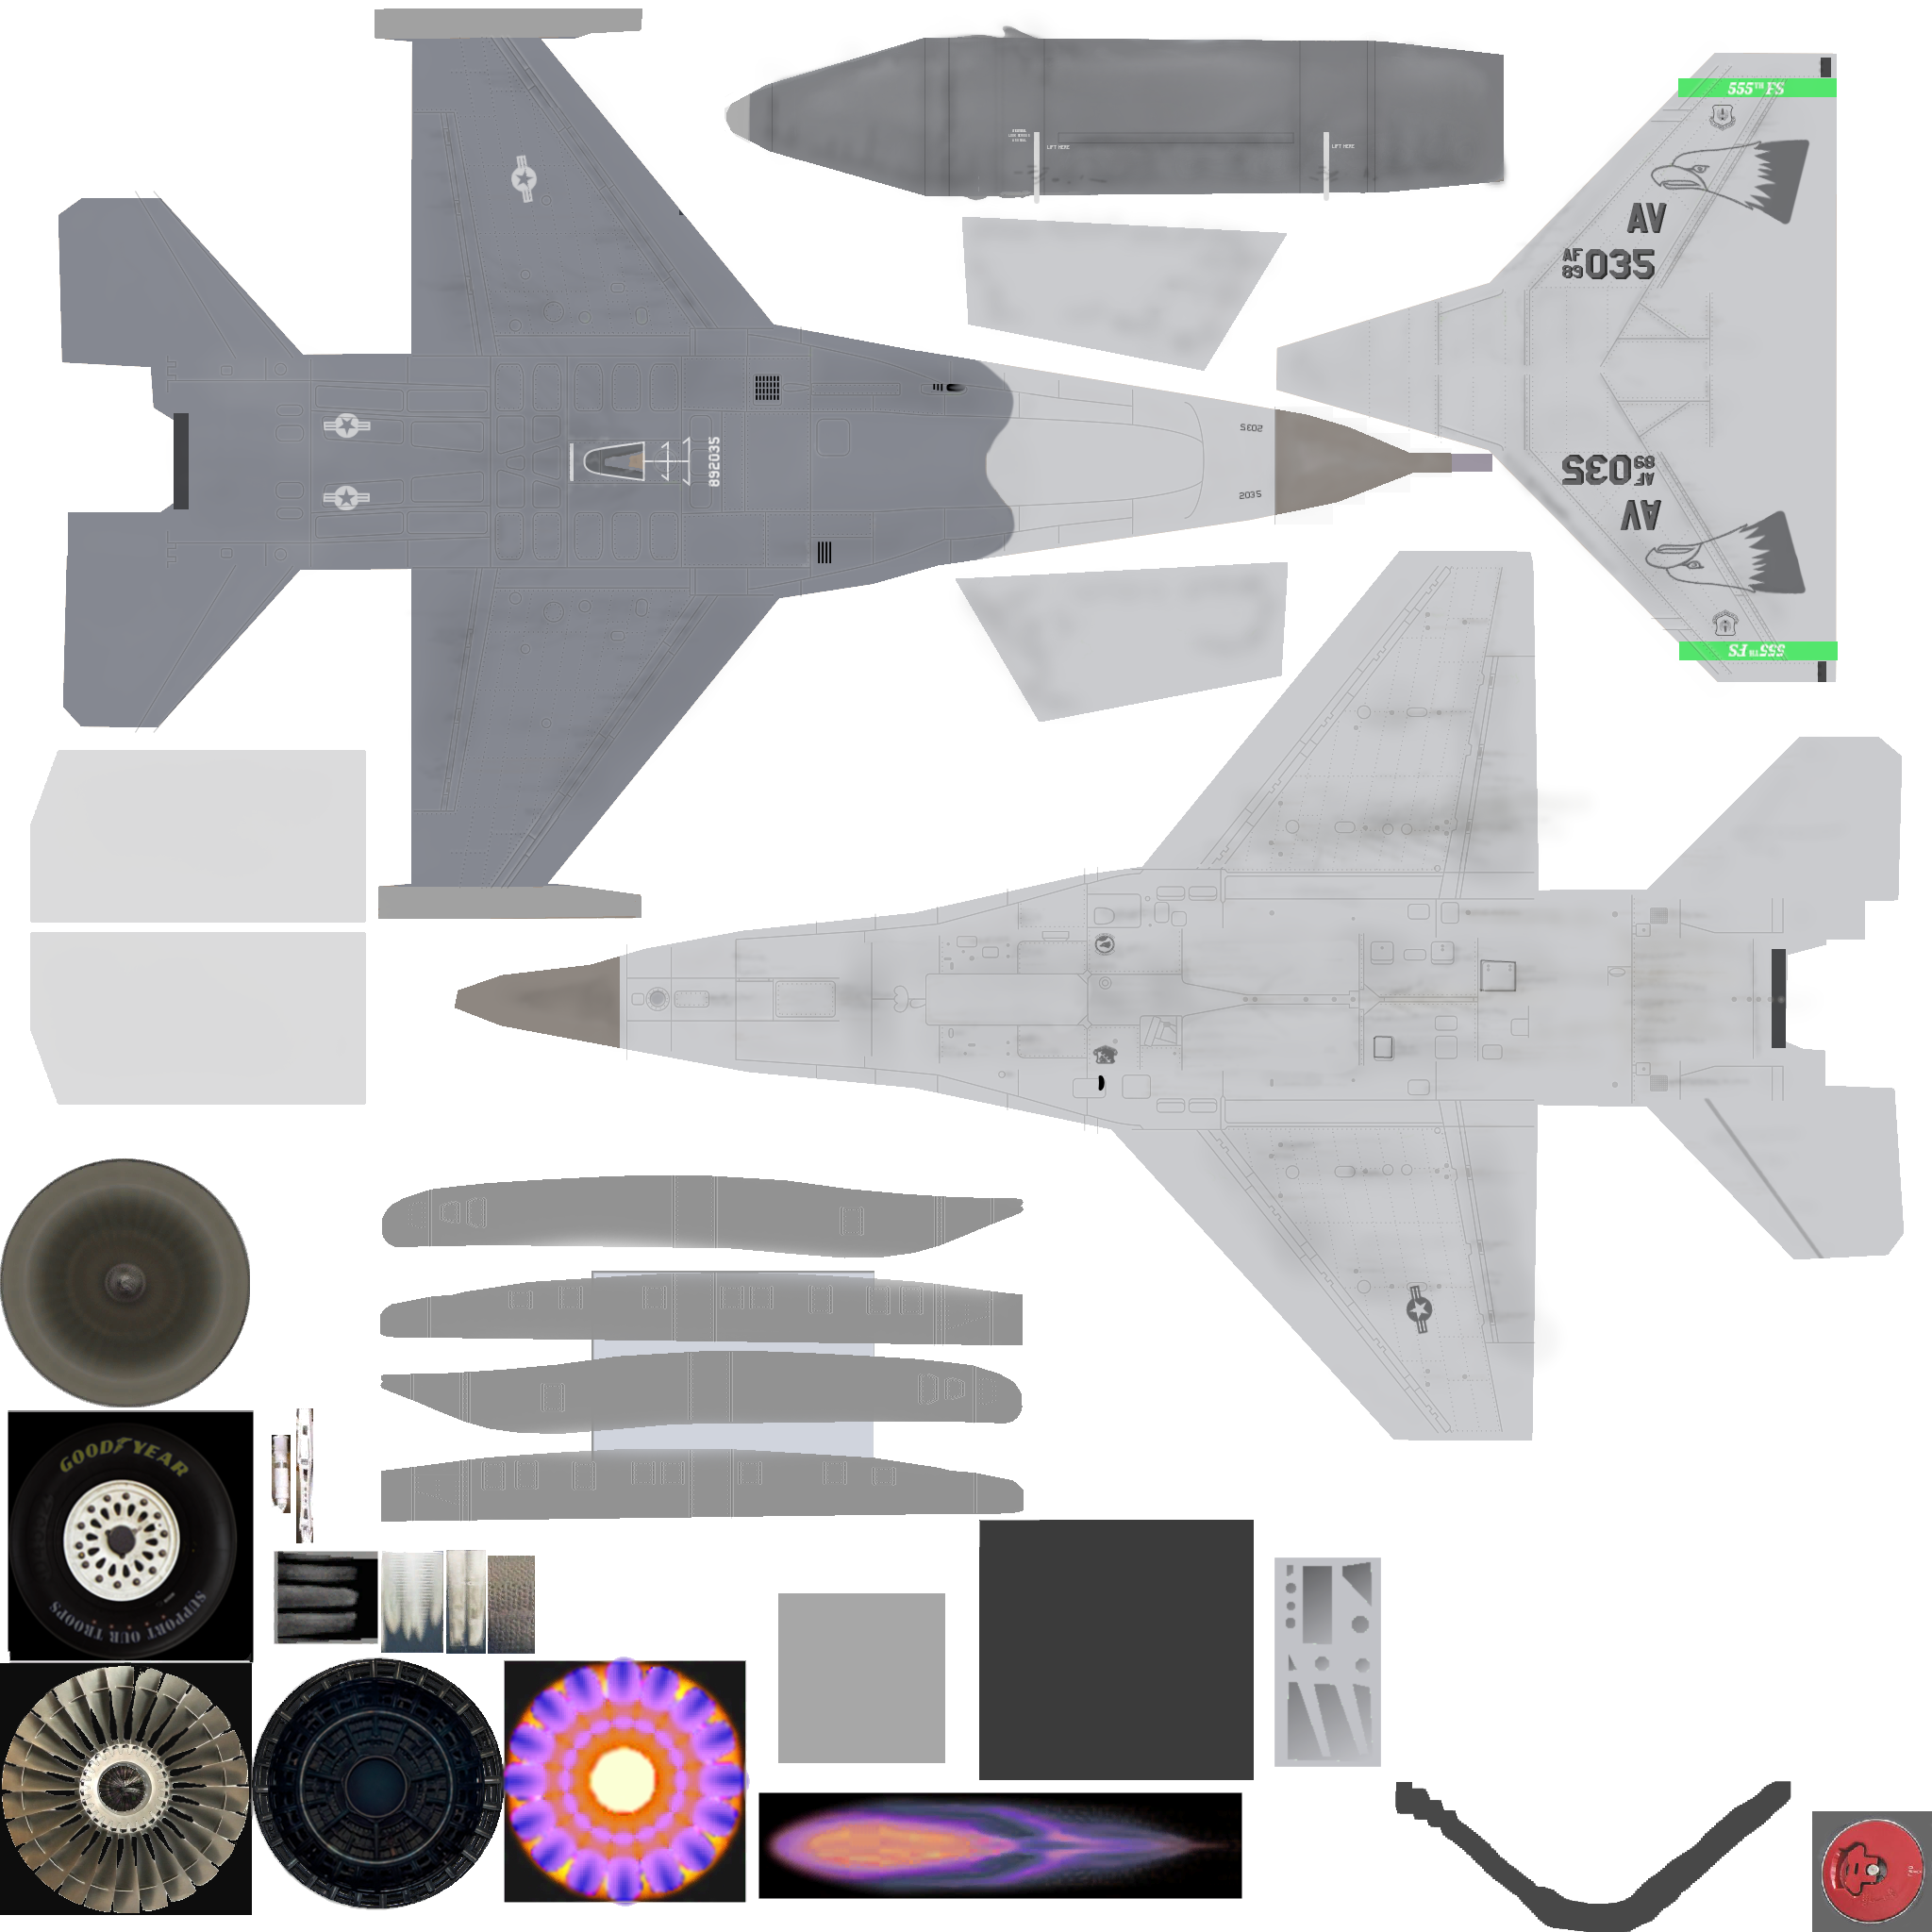 555TH FS
LIFT HERE
LIFT HERE
AV
AF
89 035
892035
2035
2035
AF
89 035
AV
555TH FS
GOODYEAR
SUPPORT OUR TROOPS